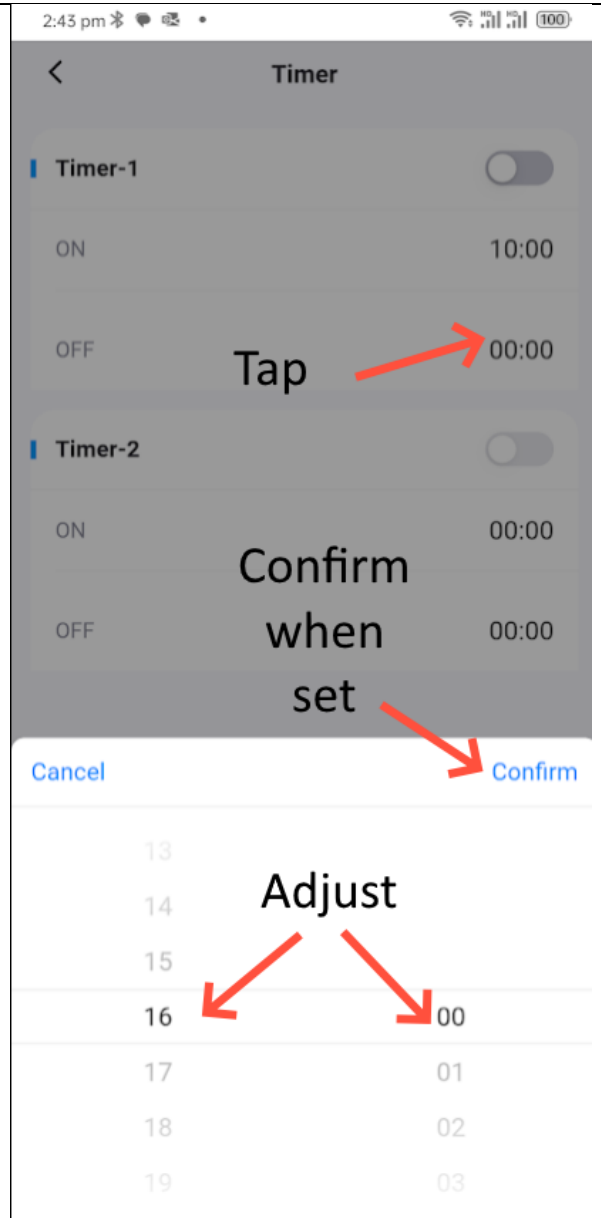 2:43 pm 100
Timer
Timer-1
ON 10:00
OFF 00:00
Tap
Timer-2
ON 00:00
OFF 00:00
Confirm
when
set
Cancel Confirm
Adjust
13
14
15
16 00
17 01
18 02
19 03